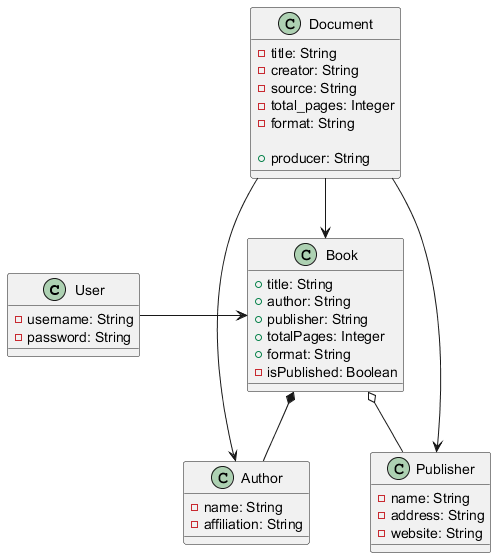 C Document
title: String
creator: String
source: String
total_pages: Integer
format: String
producer: String
C Book
title: String
author: String
publisher: String
totalPages: Integer
format: String
isPublished: Boolean
C User
username: String
password: String
C Author
name: String
affiliation: String
C Publisher
name: String
address: String
website: String